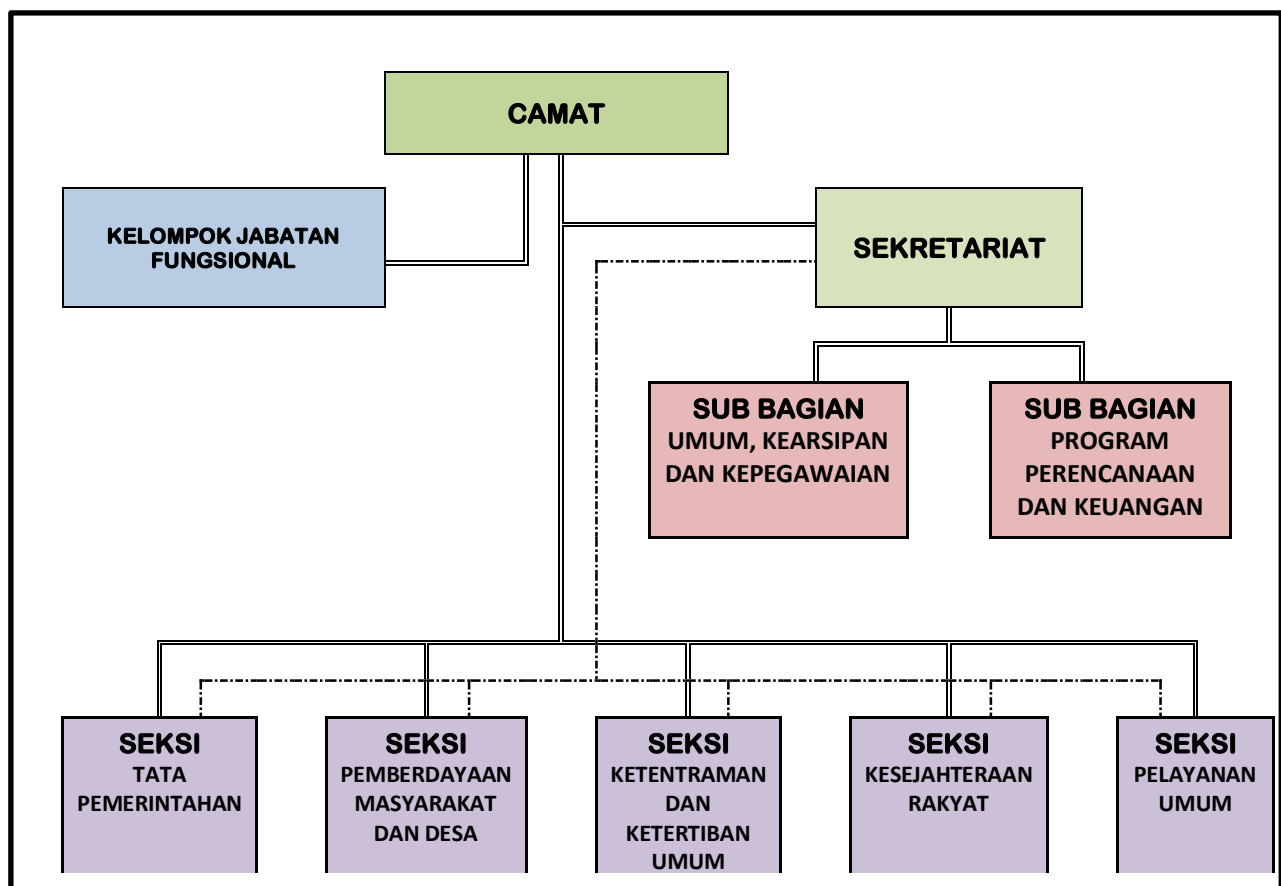 CAMAT
KELOMPOK JABATAN
FUNGSIONAL
SEKRETARIAT
SUB BAGIAN
UMUM, KEARSIPAN
DAN KEPEGAWAIAN
SUB BAGIAN
PROGRAM
PERENCANAAN
DAN KEUANGAN
SEKSI
TATA
PEMERINTAHAN
SEKSI
PEMBERDAYAAN
MASYARAKAT
DAN DESA
SEKSI
KETENTRAMAN
DAN
KETERTIBAN
UMUM
SEKSI
KESEJAHTERAAN
RAKYAT
SEKSI
PELAYANAN
UMUM